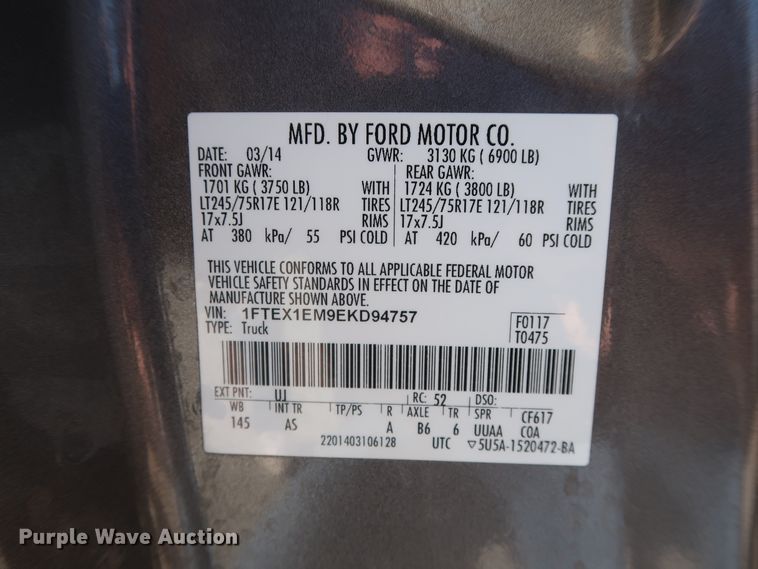 MFD. BY FORD MOTOR CO.
DATE: 03/14 GVWR: 3130 KG ( 6900 LB)
FRONT GAWR: REAR GAWR:
1701 KG ( 3750 LB) WITH 1724 KG ( 3800 LB) WITH
LT245/75R17E 121/118R TIRES LT245/75R17E 121/118R TIRES
17x7.5J RIMS 17x7.5J RIMS
AT 380 kPa/ 55 PSI COLD AT 420 kPa/ 60 PSI COLD
THIS VEHICLE CONFORMS TO ALL APPLICABLE FEDERAL MOTOR
VEHICLE SAFETY STANDARDS IN EFFECT ON THE DATE OF
MANUFACTURE SHOWN ABOVE.
VIN: 1FTEX1EM9EKD94757 F0117
TYPE: Truck T0475
EXT PNT: UJ RC: 52 DSO:
WB INT TR TP/PS R AXLE TR SPR CF617
145 AS A B6 6 UUAA COA
2201403106128 UTC ▽5U5A-1520472-BA
Purple Wave Auction